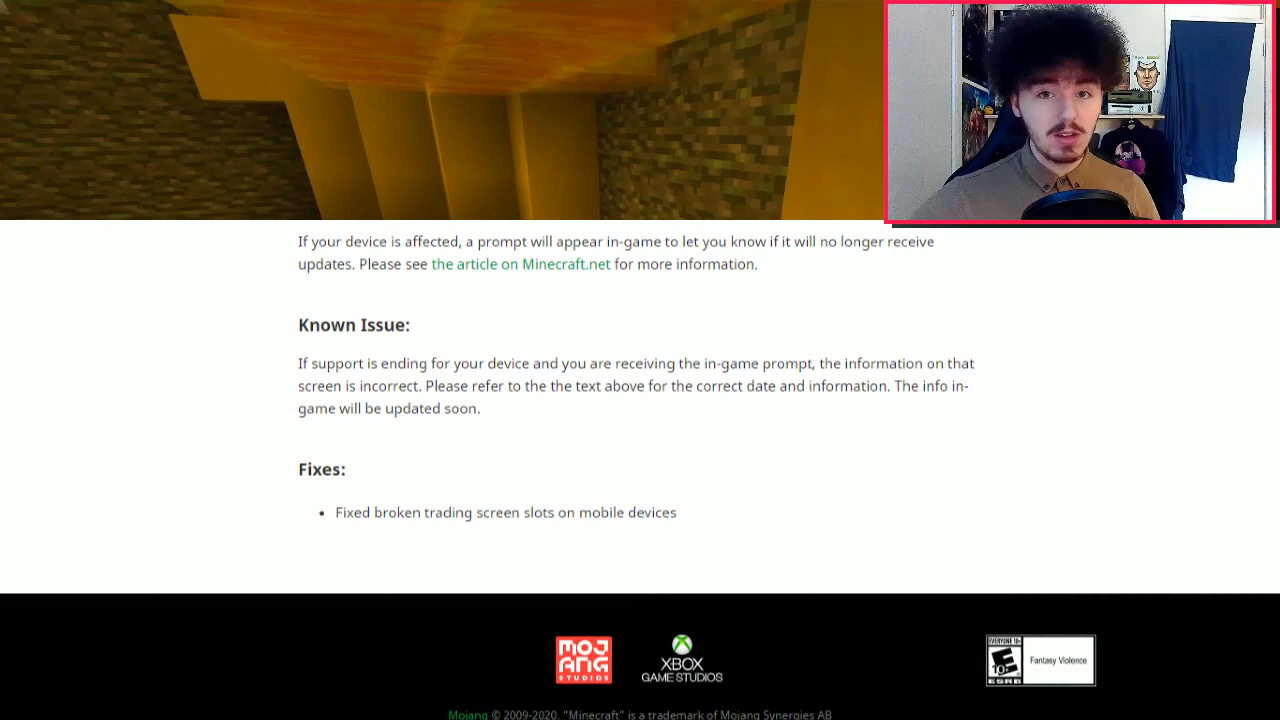 If your device is affected, a prompt will appear in-game to let you know if it will no longer receive
updates. Please see the article on Minecraft.net for more information.
Known Issue:
If support is ending for your device and you are receiving the in-game prompt, the information on that
screen is incorrect. Please refer to the the text above for the correct date and information. The info in-
game will be updated soon.
Fixes:
• Fixed broken trading screen slots on mobile devices
MOJANG
STUDIOS
XBOX
GAME STUDIOS
EVERYONE 10+
E
10+
ESRB
Fantasy Violence
Mojang © 2009-2020. "Minecraft" is a trademark of Mojang Synergies AB